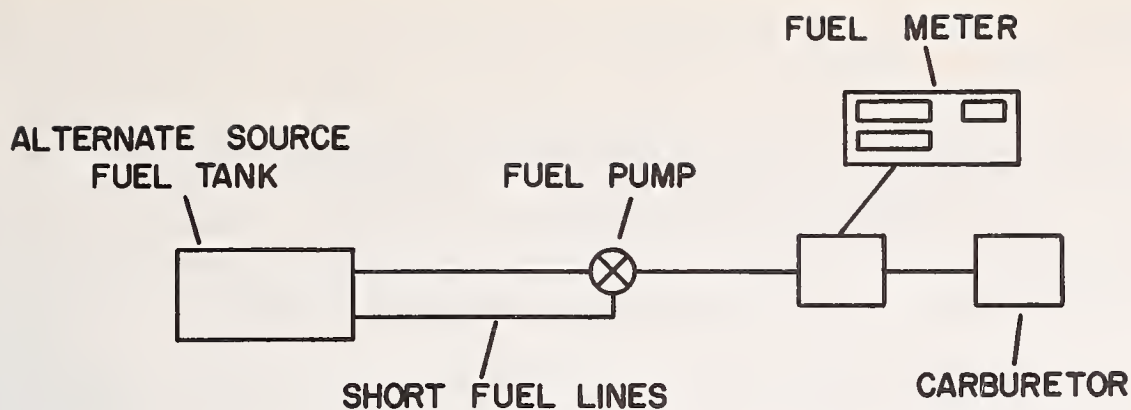 FUEL METER
ALTERNATE SOURCE
FUEL TANK
FUEL PUMP
SHORT FUEL LINES
CARBURETOR